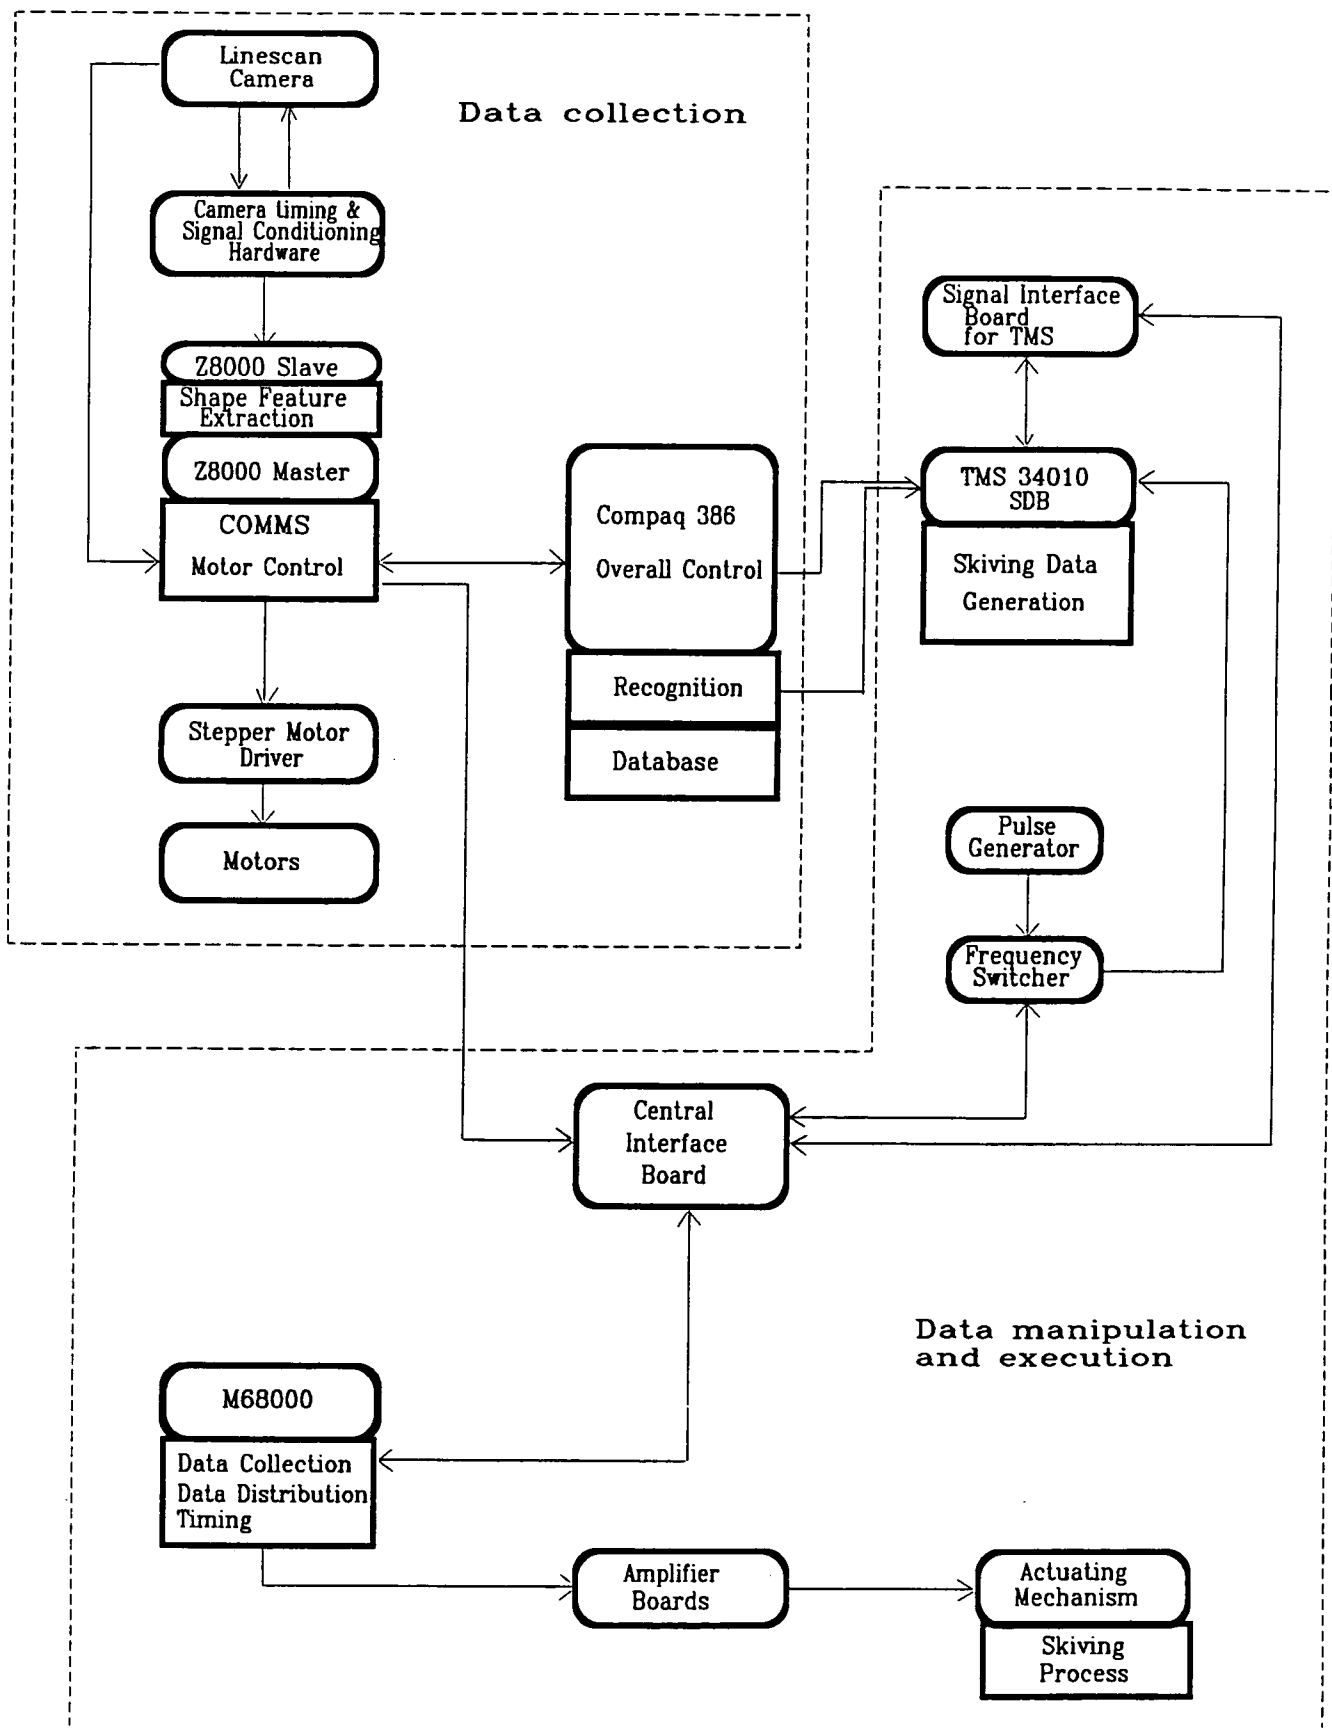 Linescan
Camera
Data collection
Camera timing &
Signal Conditioning
Hardware
Z8000 Slave
Shape Feature
Extraction
Z8000 Master
COMMS
Motor Control
Stepper Motor
Driver
Motors
Compaq 386
Overall Control
Recognition
Database
Signal Interface
Board
for TMS
TMS 34010
SDB
Skiving Data
Generation
Pulse
Generator
Frequency
Switcher
Central
Interface
Board
Data manipulation
and execution
M68000
Data Collection
Data Distribution
Timing
Amplifier
Boards
Actuating
Mechanism
Skiving
Process